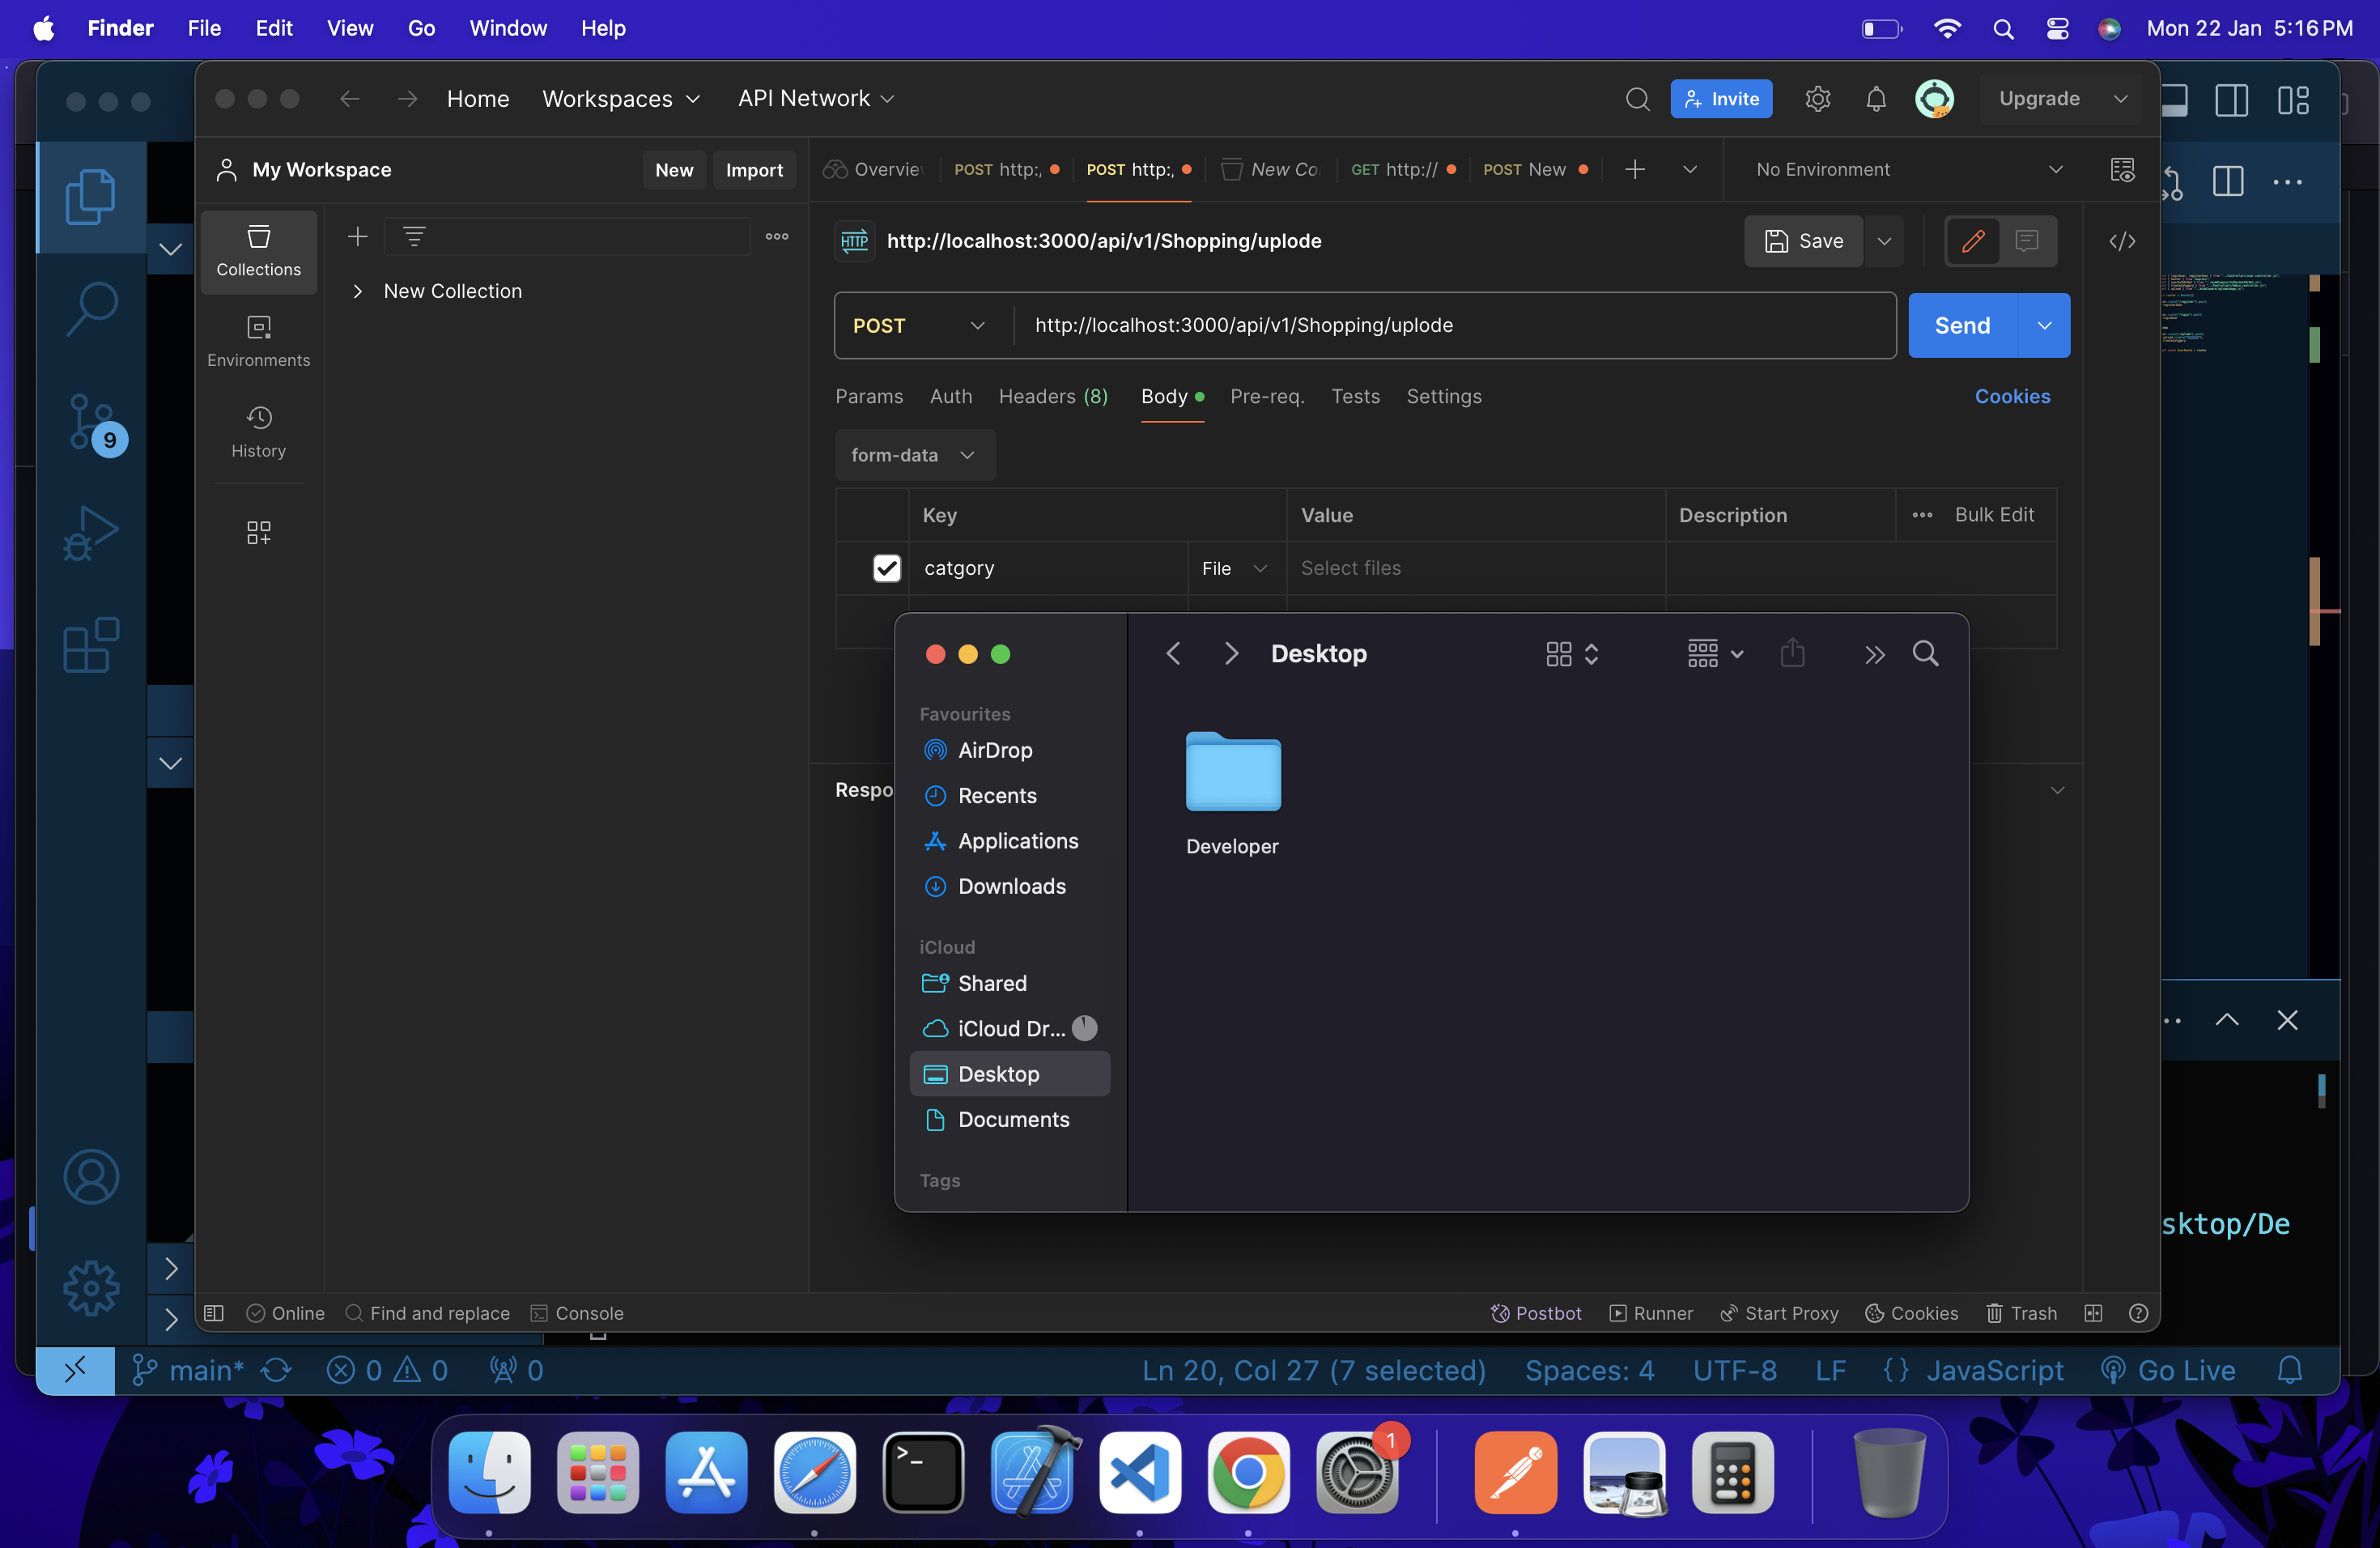 Finder File Edit View Go Window Help Mon 22 Jan 5:16 PM
Home Workspaces API Network Invite Upgrade
My Workspace New Import Overvie POST http:, POST http:, New Co GET http:// POST New No Environment
Collections
Environments
History
New Collection
HTTP http://localhost:3000/api/v1/Shopping/uplode Save
POST http://localhost:3000/api/v1/Shopping/uplode Send
Params Auth Headers (8) Body Pre-req. Tests Settings Cookies
form-data
Key Value Description Bulk Edit
catgory File Select files
Respo
9
Desktop
Favourites
AirDrop
Recents
Applications
Downloads
iCloud
Shared
iCloud Dr...
Desktop
Documents
Tags
Developer
sktop/De
Online Find and replace Console Postbot Runner Start Proxy Cookies Trash
main* 0 0 0 Ln 20, Col 27 (7 selected) Spaces: 4 UTF-8 LF {} JavaScript Go Live
1